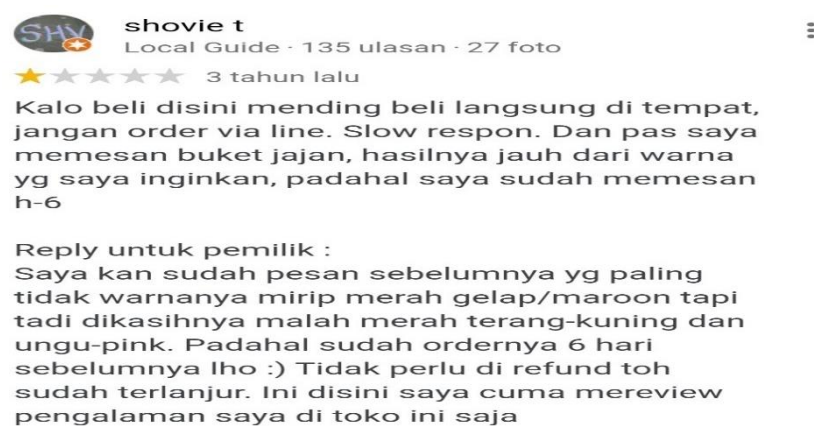 SHV
shovie t
Local Guide · 135 ulasan · 27 foto
3 tahun lalu
Kalo beli disini mending beli langsung di tempat,
jangan order via line. Slow respon. Dan pas saya
memesan buket jajan, hasilnya jauh dari warna
yg saya inginkan, padahal saya sudah memesan
h-6
Reply untuk pemilik :
Saya kan sudah pesan sebelumnya yg paling
tidak warnanya mirip merah gelap/maroon tapi
tadi dikasihnya malah merah terang-kuning dan
ungu-pink. Padahal sudah ordernya 6 hari
sebelumnya lho :) Tidak perlu di refund toh
sudah terlanjur. Ini disini saya cuma mereview
pengalaman saya di toko ini saja